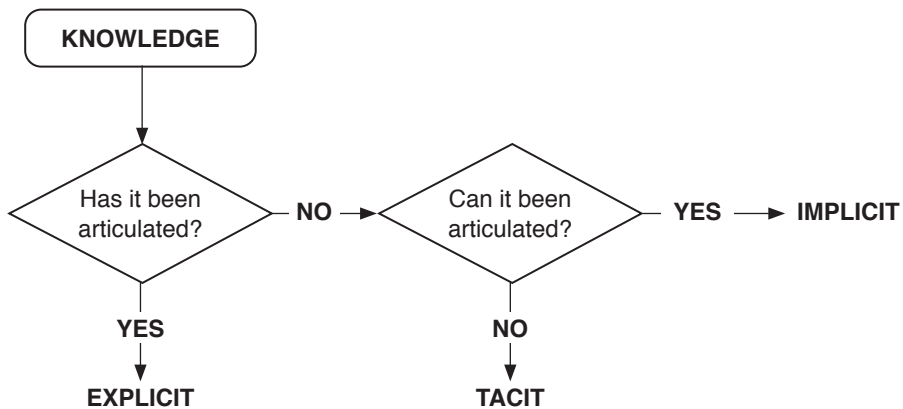 KNOWLEDGE
Has it been
articulated?
NO
Can it been
articulated?
YES
IMPLICIT
YES
NO
EXPLICIT
TACIT